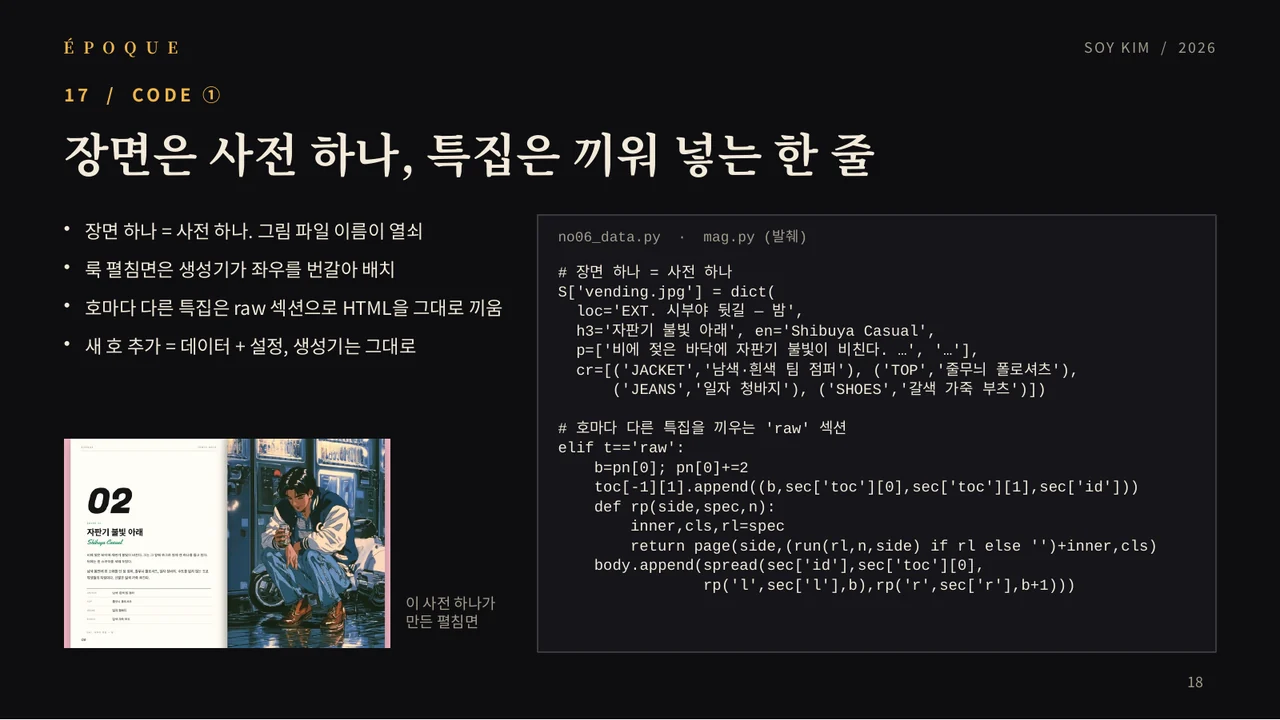 ÉPOQUE
SOY KIM / 2026
17 / CODE ①
장면은 사전 하나, 특집은 끼워 넣는 한 줄
• 장면 하나 = 사전 하나. 그림 파일 이름이 열쇠
• 룩 펼침면은 생성기가 좌우를 번갈아 배치
• 호마다 다른 특집은 raw 섹션으로 HTML을 그대로 끼움
• 새 호 추가 = 데이터 + 설정, 생성기는 그대로
02
자판기 불빛 아래
Shibuya Casual
이 사전 하나가
만든 펼침면
no06_data.py · mag.py (발췌)
# 장면 하나 = 사전 하나
S['vending.jpg'] = dict(
  loc='EXT. 시부야 뒷길 — 밤',
  h3='자판기 불빛 아래', en='Shibuya Casual',
  p=['비에 젖은 바닥에 자판기 불빛이 비친다. …', '…'],
  cr=[('JACKET','남색·흰색 팀 점퍼'), ('TOP','줄무늬 폴로셔츠'),
      ('JEANS','일자 청바지'), ('SHOES','갈색 가죽 부츠')])
# 호마다 다른 특집을 끼우는 'raw' 섹션
elif t=='raw':
    b=pn[0]; pn[0]+=2
    toc[-1][1].append((b,sec['toc'][0],sec['toc'][1],sec['id']))
    def rp(side,spec,n):
        inner,cls,rl=spec
        return page(side,(run(rl,n,side) if rl else '')+inner,cls)
    body.append(spread(sec['id'],sec['toc'][0],
                rp('l',sec['l'],b),rp('r',sec['r'],b+1)))
18